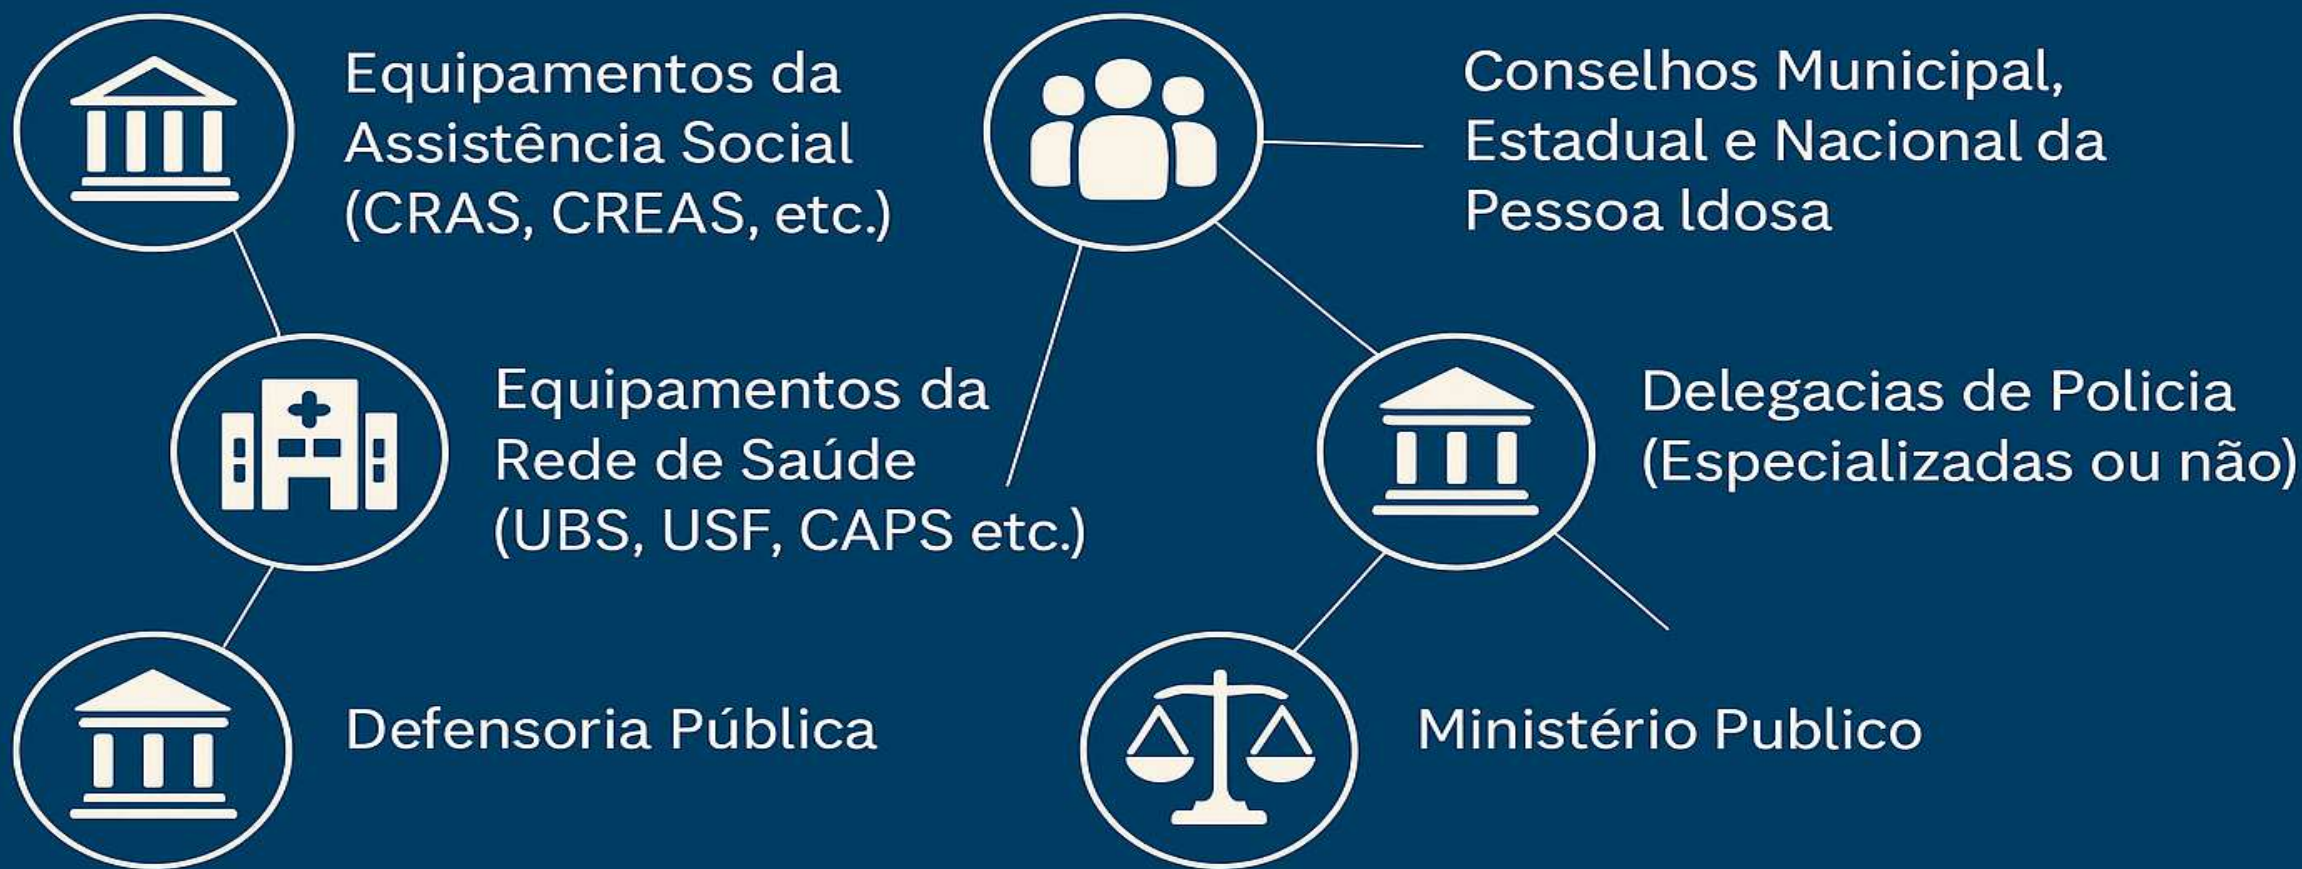 Equipamentos da
Assistência Social
(CRAS, CREAS, etc.)
Conselhos Municipal,
Estadual e Nacional da
Pessoa ldosa
Equipamentos da
Rede de Saúde
(UBS, USF, CAPS etc.)
Delegacias de Policia
(Especializadas ou não)
Defensoria Pública
Ministério Publico